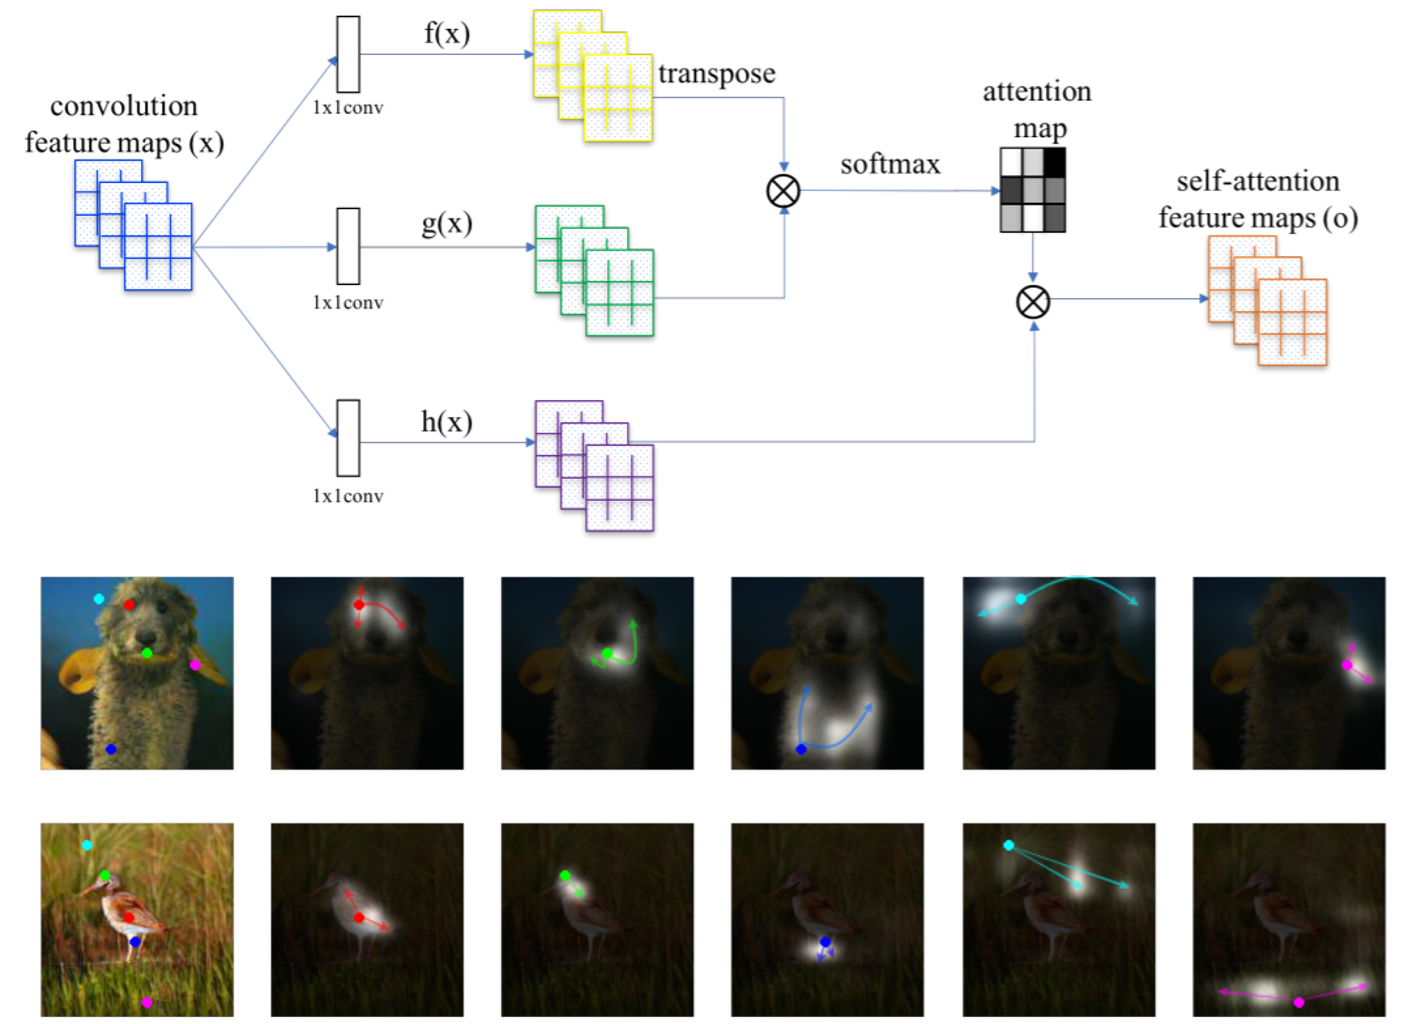 f(x)
1x1conv
transpose
convolution
feature maps (x)
attention
map
softmax
self-attention
feature maps (o)
g(x)
1x1conv
h(x)
1x1conv